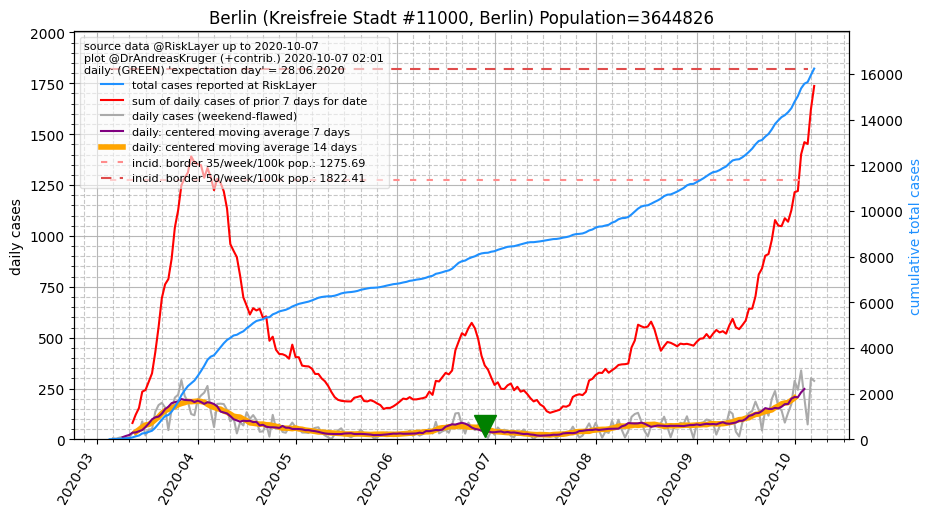 Berlin (Kreisfreie Stadt #11000, Berlin) Population=3644826
source data @RiskLayer up to 2020-10-07
plot @DrAndreasKruger (+contrib.) 2020-10-07 02:01
daily: (GREEN) 'expectation day' = 28.06.2020
total cases reported at RiskLayer
sum of daily cases of prior 7 days for date
daily cases (weekend-flawed)
daily: centered moving average 7 days
daily: centered moving average 14 days
incid. border 35/week/100k pop.: 1275.69
incid. border 50/week/100k pop.: 1822.41
daily cases
2000
1750
1500
1250
1000
750
500
250
0
cumulative total cases
16000
14000
12000
10000
8000
6000
4000
2000
0
2020-03
2020-04
2020-05
2020-06
2020-07
2020-08
2020-09
2020-10